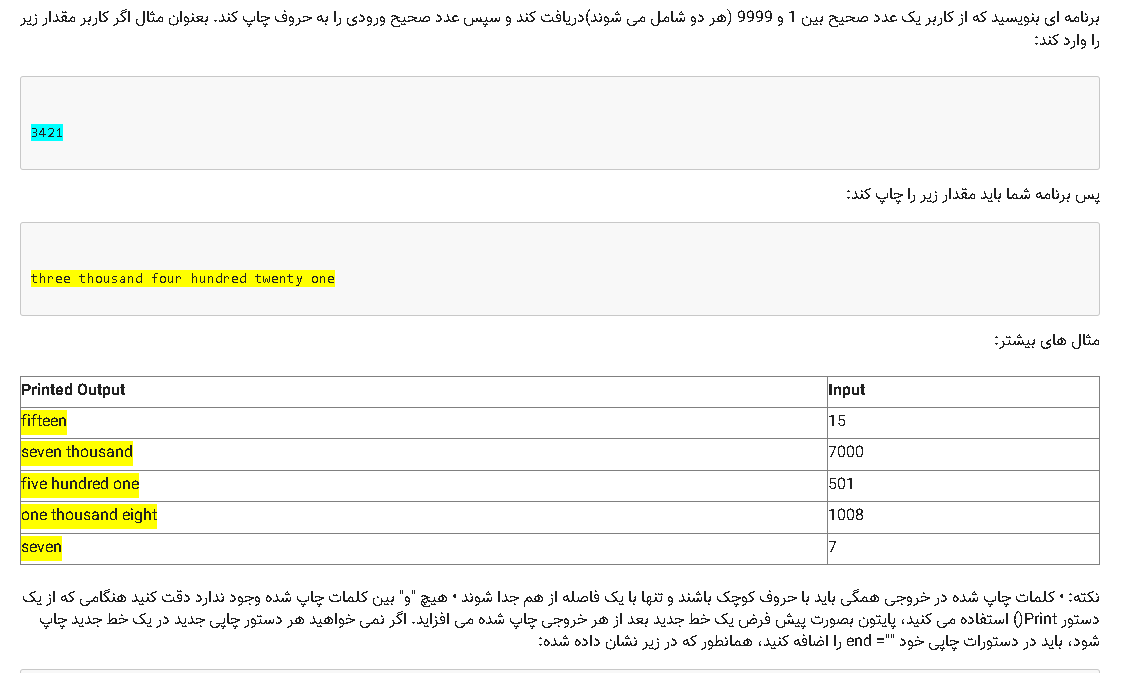 برنامه ای بنویسید که از کاربر یک عدد صحیح بین 1 و 9999 (هر دو شامل می شوند)دریافت کند و سپس عدد صحیح ورودی را به حروف چاپ کند. بعنوان مثال اگر کاربر مقدار زیر
را وارد کند:
3421
پس برنامه شما باید مقدار زیر را چاپ کند:
three thousand four hundred twenty one
مثال های بیشتر:
Printed Output Input
fifteen 15
seven thousand 7000
five hundred one 501
one thousand eight 1008
seven 7
نکته: • کلمات چاپ شده در خروجی همگی باید با حروف کوچک باشند و تنها با یک فاصله از هم جدا شوند • هیچ "و" بین کلمات چاپ شده وجود ندارد دقت کنید هنگامی که از یک
دستور Print() استفاده می کنید، پایتون بصورت پیش فرض یک خط جدید بعد از هر خروجی چاپ شده می افزاید. اگر نمی خواهید هر دستور چاپی جدید در یک خط جدید چاپ
شود، باید در دستورات چاپی خود ""= end را اضافه کنید، همانطور که در زیر نشان داده شده: